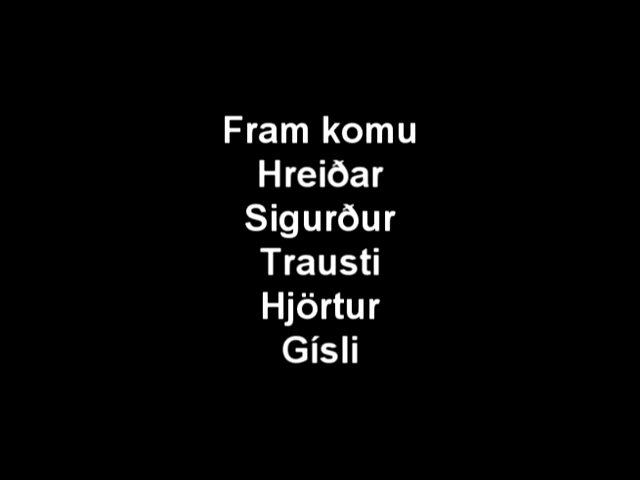 Fram komu
Hreiðar
Sigurður
Trausti
Hjörtur
Gísli